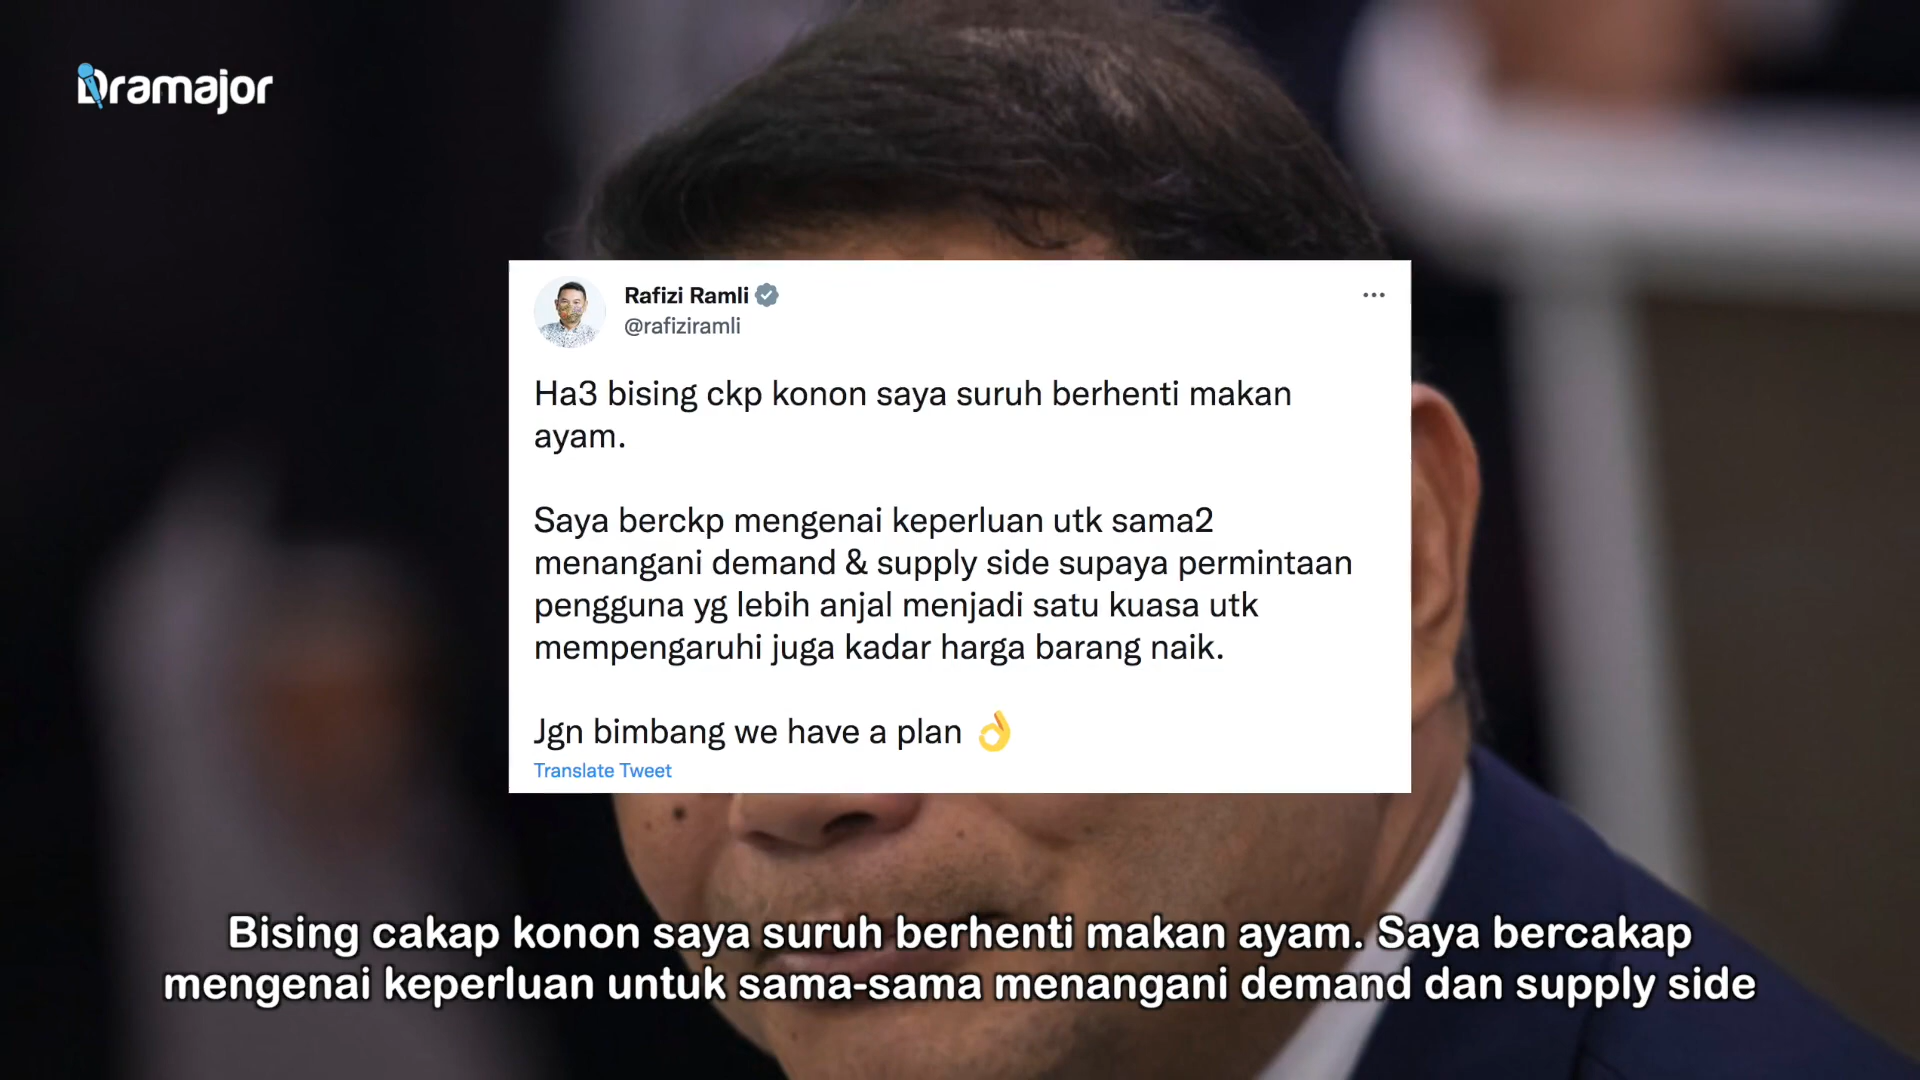 Dramajor
Rafizi Ramli
@rafiziramli
Ha3 bising ckp konon saya suruh berhenti makan
ayam.
Saya berckp mengenai keperluan utk sama2
menangani demand & supply side supaya permintaan
pengguna yg lebih anjal menjadi satu kuasa utk
mempengaruhi juga kadar harga barang naik.
Jgn bimbang we have a plan 👌
Translate Tweet
Bising cakap konon saya suruh berhenti makan ayam. Saya bercakap
mengenai keperluan untuk sama-sama menangani demand dan supply side